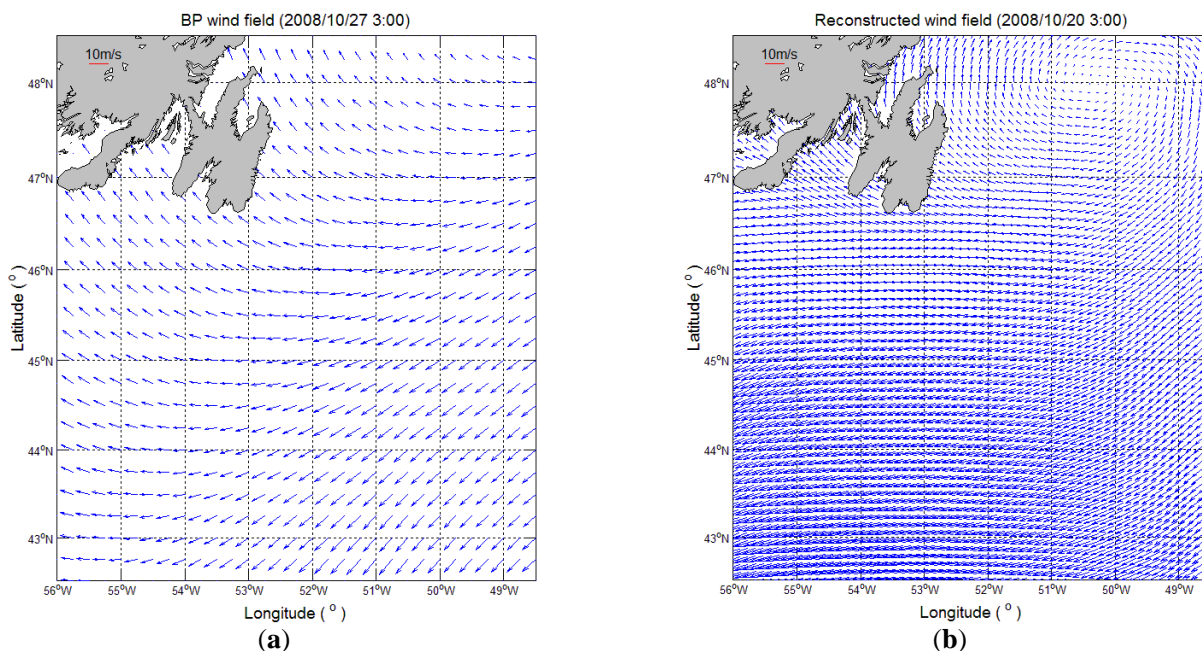 BP wind field (2008/10/27 3:00)
10m/s
48°N
47°N
46°N
45°N
44°N
43°N
Latitude ( ° )
56°W 55°W 54°W 53°W 52°W 51°W 50°W 49°W
Longitude ( ° )
(a)
Reconstructed wind field (2008/10/20 3:00)
10m/s
48°N
47°N
46°N
45°N
44°N
43°N
Latitude ( ° )
56°W 55°W 54°W 53°W 52°W 51°W 50°W 49°W
Longitude ( ° )
(b)